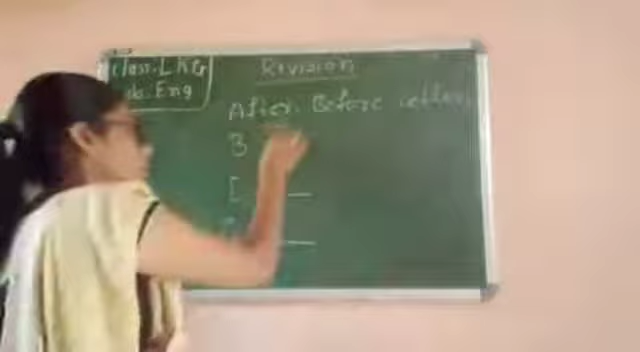 Class. LKG
Sub. Eng
Revision
After. Before letters